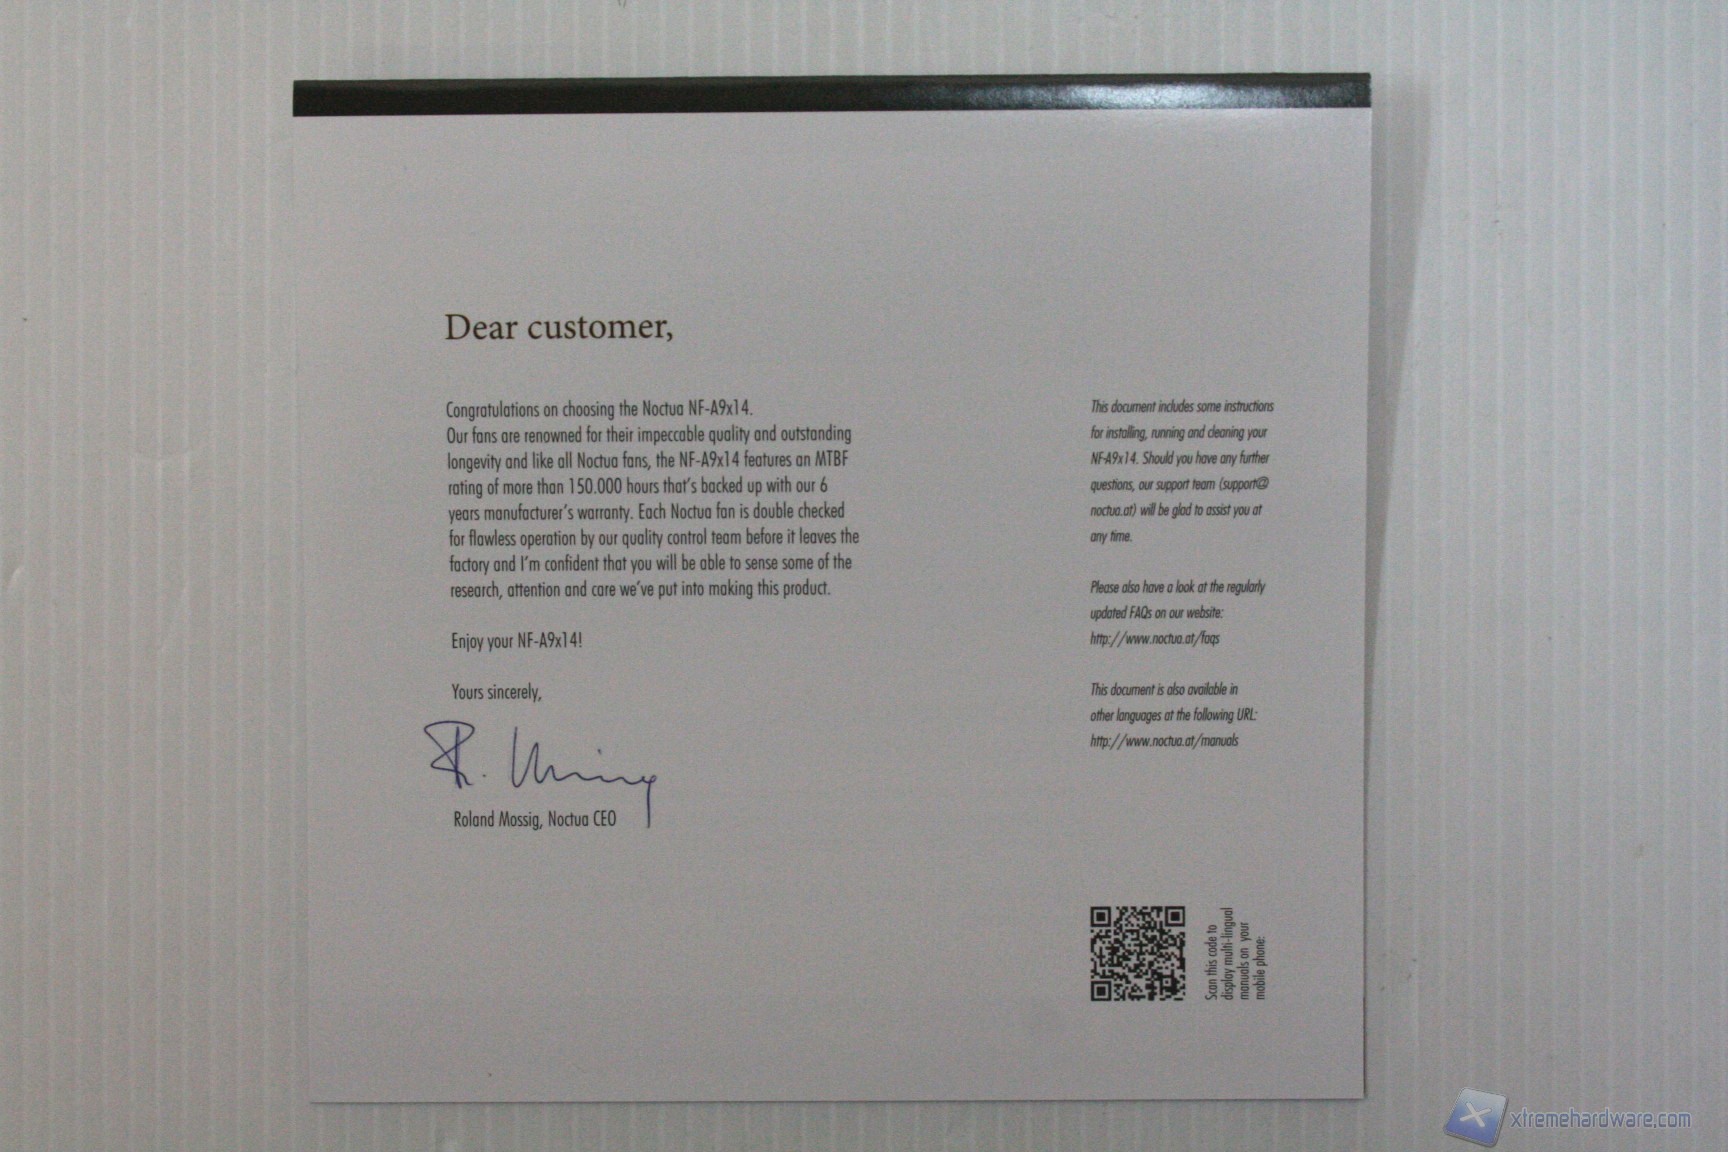 Dear customer,
Congratulations on choosing the Noctua NF-A9x14.
Our fans are renowned for their impeccable quality and outstanding
longevity and like all Noctua fans, the NF-A9x14 features an MTBF
rating of more than 150.000 hours that's backed up with our 6
years manufacturer's warranty. Each Noctua fan is double checked
for flawless operation by our quality control team before it leaves the
factory and I'm confident that you will be able to sense some of the
research, attention and care we've put into making this product.
Enjoy your NF-A9x14!
Yours sincerely,
Roland Mossig, Noctua CEO
This document includes some instructions
for installing, running and cleaning your
NF-A9x14. Should you have any further
questions, our support team (support@
noctua.at) will be glad to assist you at
any time.
Please also have a look at the regularly
updated FAQs on our website:
http://www.noctua.at/faqs
This document is also available in
other languages at the following URL:
http://www.noctua.at/manuals
Scan this code to
display multi-lingual
manuals on your
mobile phone:
xtremehardware.com